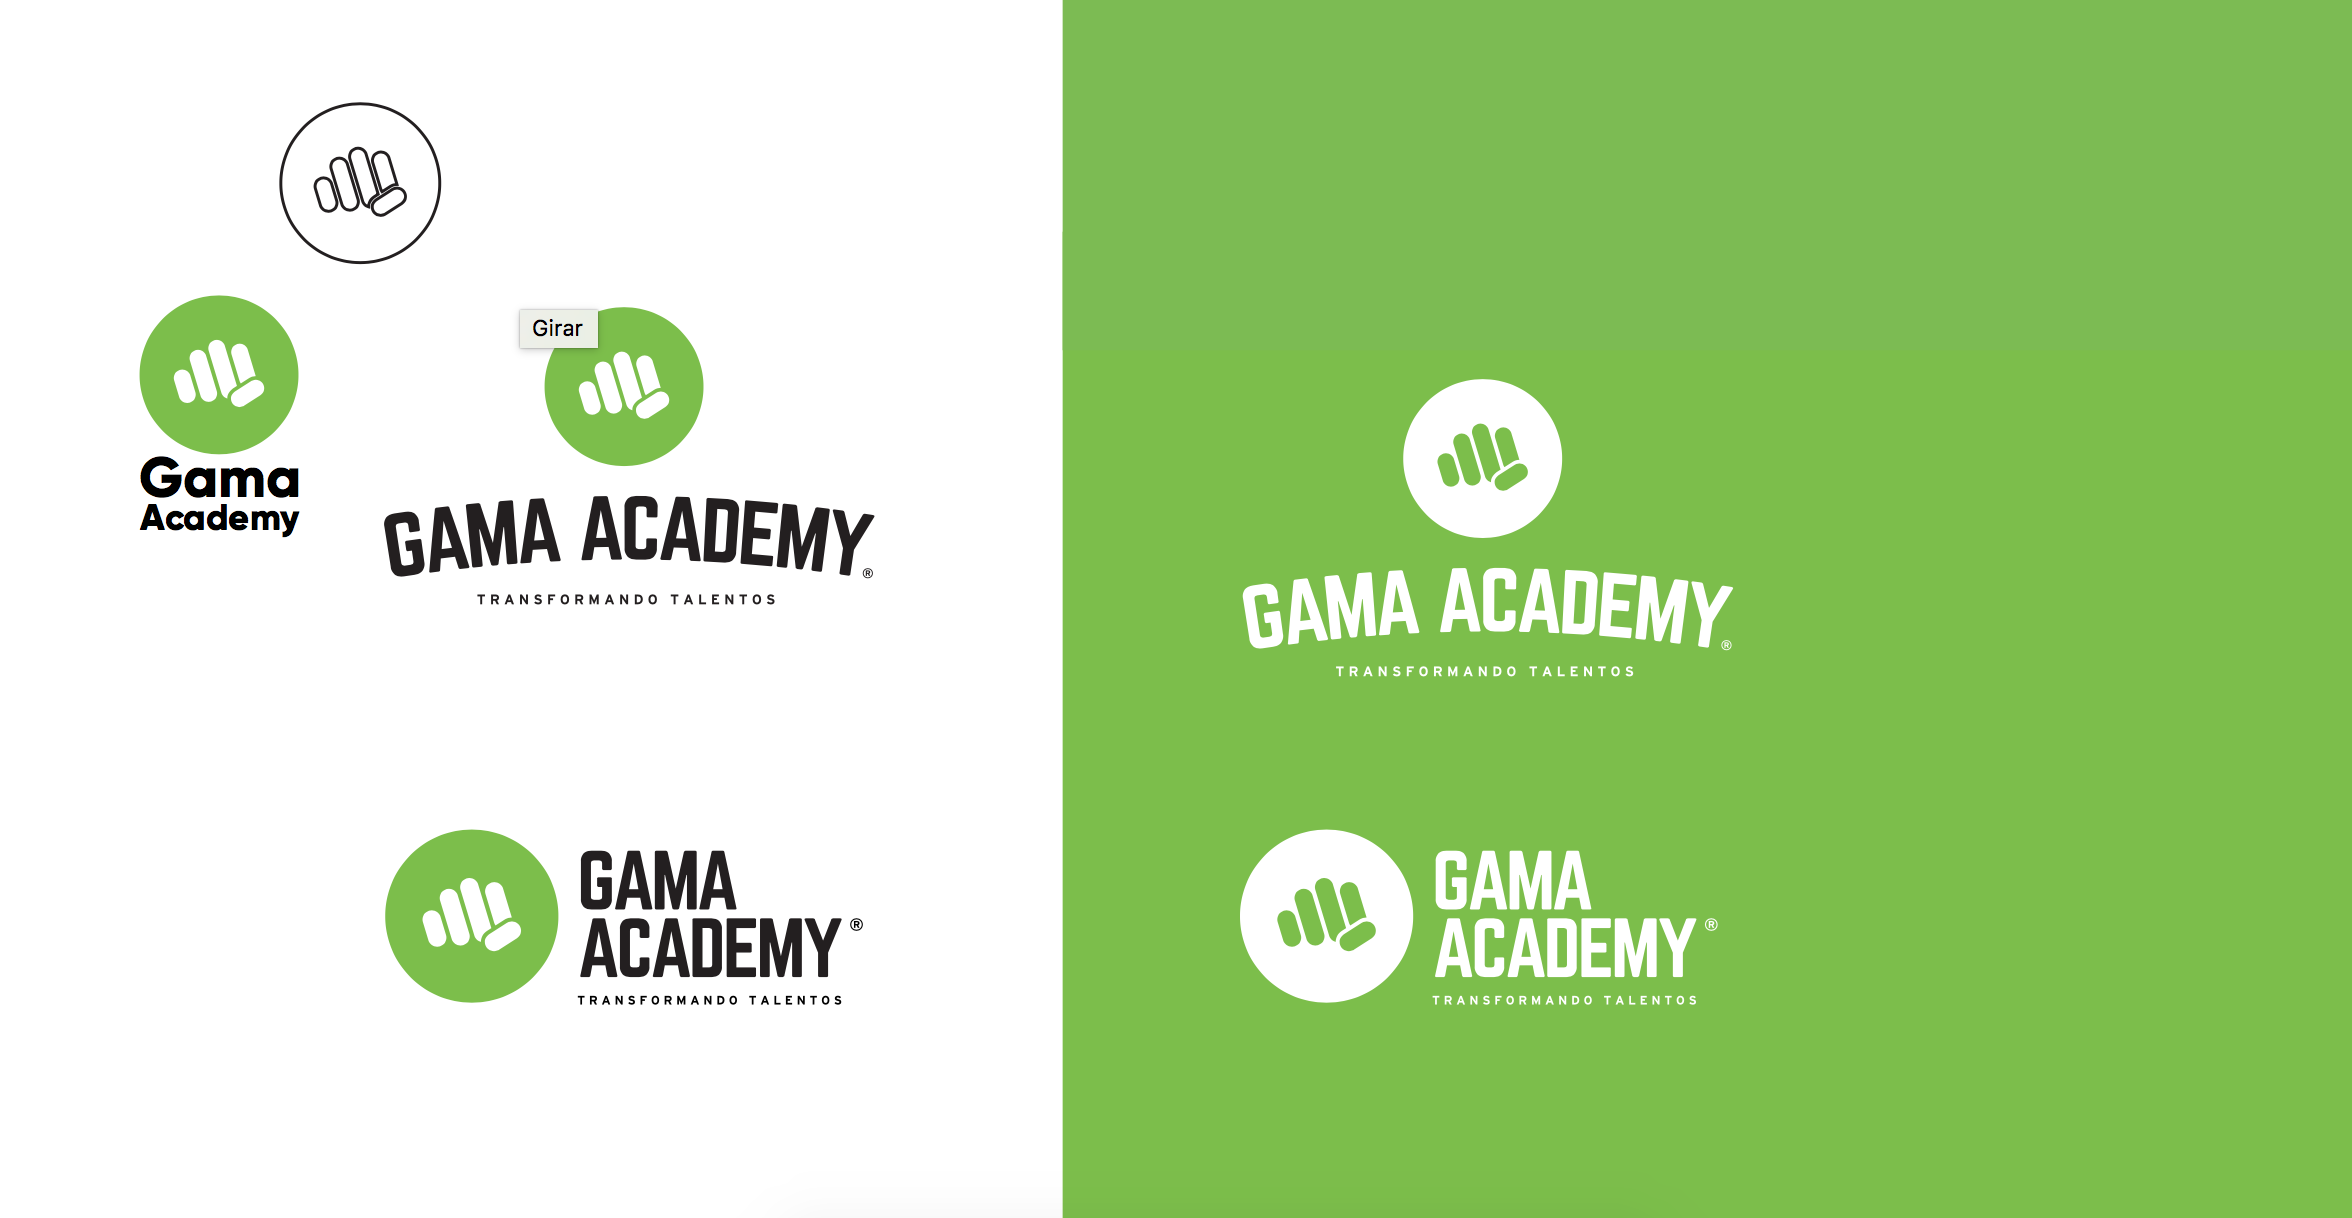 Girar
Gama
Academy
GAMA ACADEMY®
TRANSFORMANDO TALENTOS
GAMA
ACADEMY®
TRANSFORMANDO TALENTOS
GAMA ACADEMY®
TRANSFORMANDO TALENTOS
GAMA
ACADEMY®
TRANSFORMANDO TALENTOS